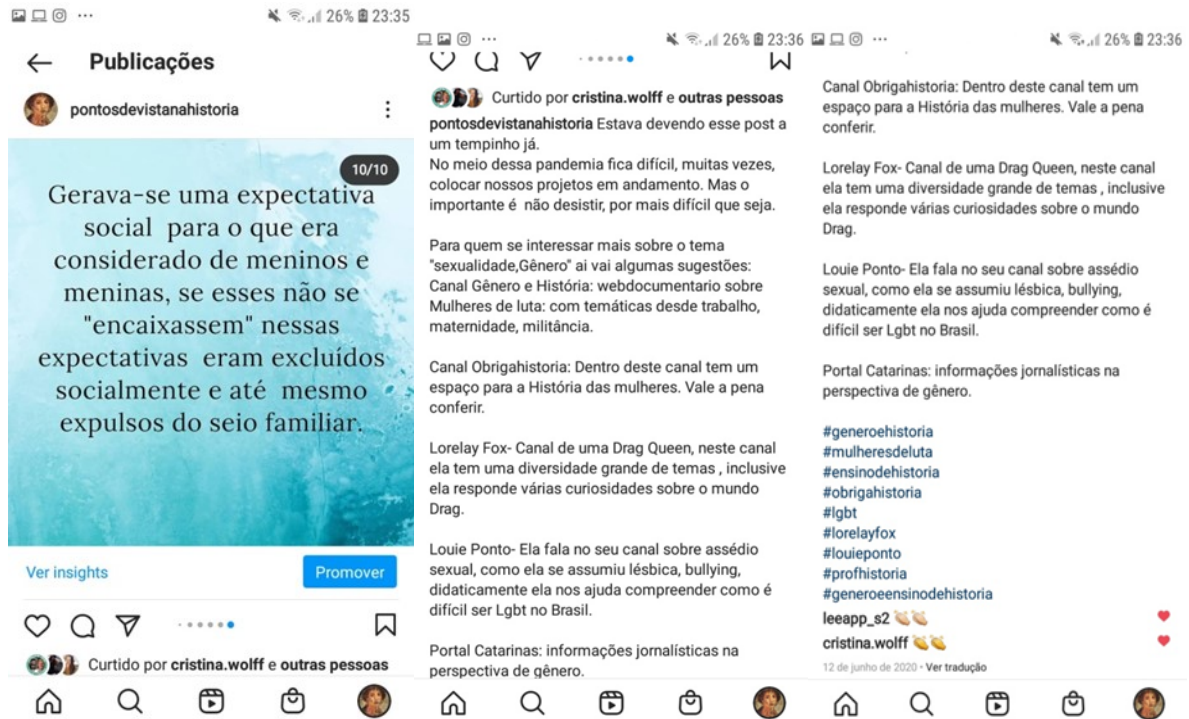 26% 23:35
Publicações
pontosdevistanahistoria
10/10
Gerava-se uma expectativa
social para o que era
considerado de meninos e
meninas, se esses não se
"encaixassem" nessas
expectativas eram excluídos
socialmente e até mesmo
expulsos do seio familiar.
Ver insights
Promover
Curtido por cristina.wolff e outras pessoas
26% 23:36
Curtido por cristina.wolff e outras pessoas
pontosdevistanahistoria Estava devendo esse post a
um tempinho já.
No meio dessa pandemia fica difícil, muitas vezes,
colocar nossos projetos em andamento. Mas o
importante é não desistir, por mais difícil que seja.
Para quem se interessar mais sobre o tema
"sexualidade,Gênero" ai vai algumas sugestões:
Canal Gênero e História: webdocumentario sobre
Mulheres de luta: com temáticas desde trabalho,
maternidade, militância.
Canal Obrigahistoria: Dentro deste canal tem um
espaço para a História das mulheres. Vale a pena
conferir.
Lorelay Fox- Canal de uma Drag Queen, neste canal
ela tem uma diversidade grande de temas , inclusive
ela responde várias curiosidades sobre o mundo
Drag.
Louie Ponto- Ela fala no seu canal sobre assédio
sexual, como ela se assumiu lésbica, bullying,
didaticamente ela nos ajuda compreender como é
difícil ser Lgbt no Brasil.
Portal Catarinas: informações jornalísticas na
perspectiva de gênero.
26% 23:36
Canal Obrigahistoria: Dentro deste canal tem um
espaço para a História das mulheres. Vale a pena
conferir.
Lorelay Fox- Canal de uma Drag Queen, neste canal
ela tem uma diversidade grande de temas , inclusive
ela responde várias curiosidades sobre o mundo
Drag.
Louie Ponto- Ela fala no seu canal sobre assédio
sexual, como ela se assumiu lésbica, bullying,
didaticamente ela nos ajuda compreender como é
difícil ser Lgbt no Brasil.
Portal Catarinas: informações jornalísticas na
perspectiva de gênero.
#generoehistoria
#mulheresdeluta
#ensinodehistoria
#obrigahistoria
#lgbt
#lorelayfox
#louieponto
#profhistoria
#generoeensinodehistoria
leeapp_s2 👏🏻👏🏻
cristina.wolff 👏👏
12 de junho de 2020 · Ver tradução